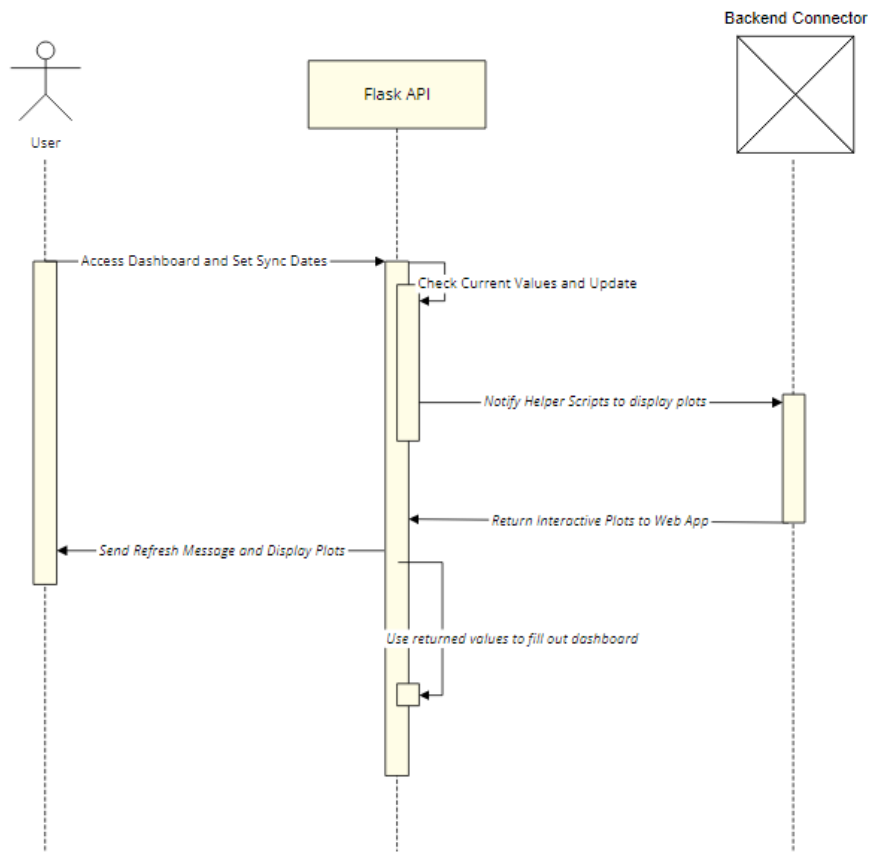 Backend Connector
Flask API
User
Access Dashboard and Set Sync Dates
Check Current Values and Update
Notify Helper Scripts to display plots
Return Interactive Plots to Web App
Send Refresh Message and Display Plots
Use returned values to fill out dashboard